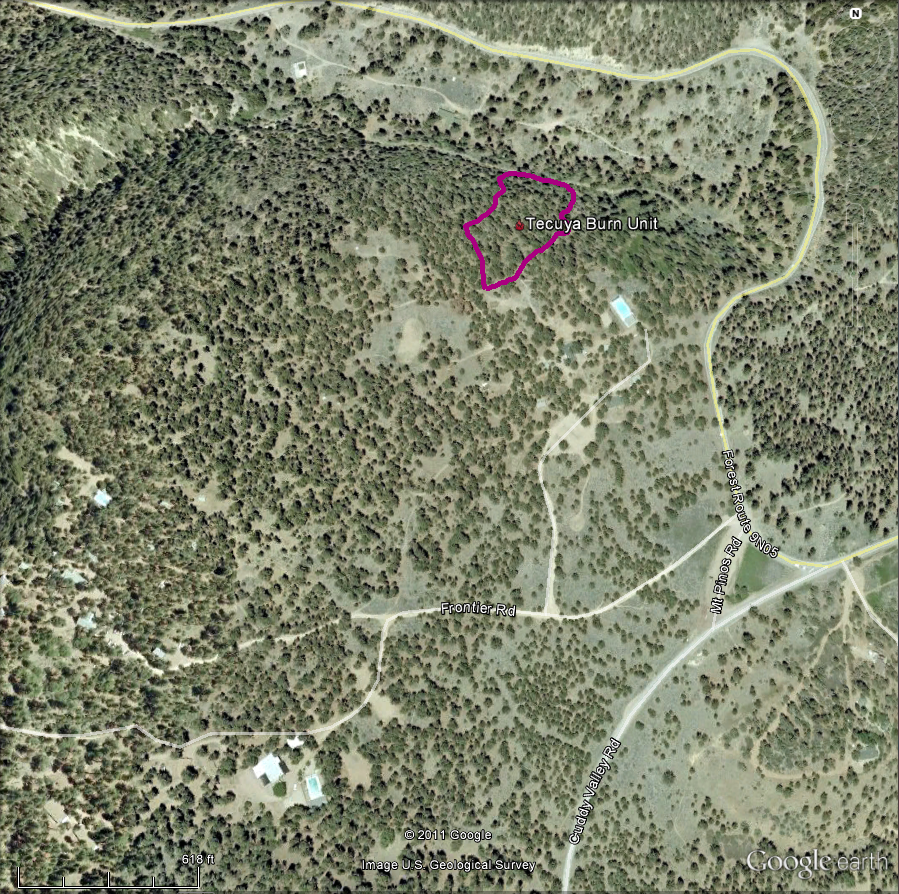 N
Tecuya Burn Unit
Forest Route 9N05
Mt Pinos Rd
Frontier Rd
Cuddy Valley Rd
© 2011 Google
618 ft
Image U.S. Geological Survey
Google earth